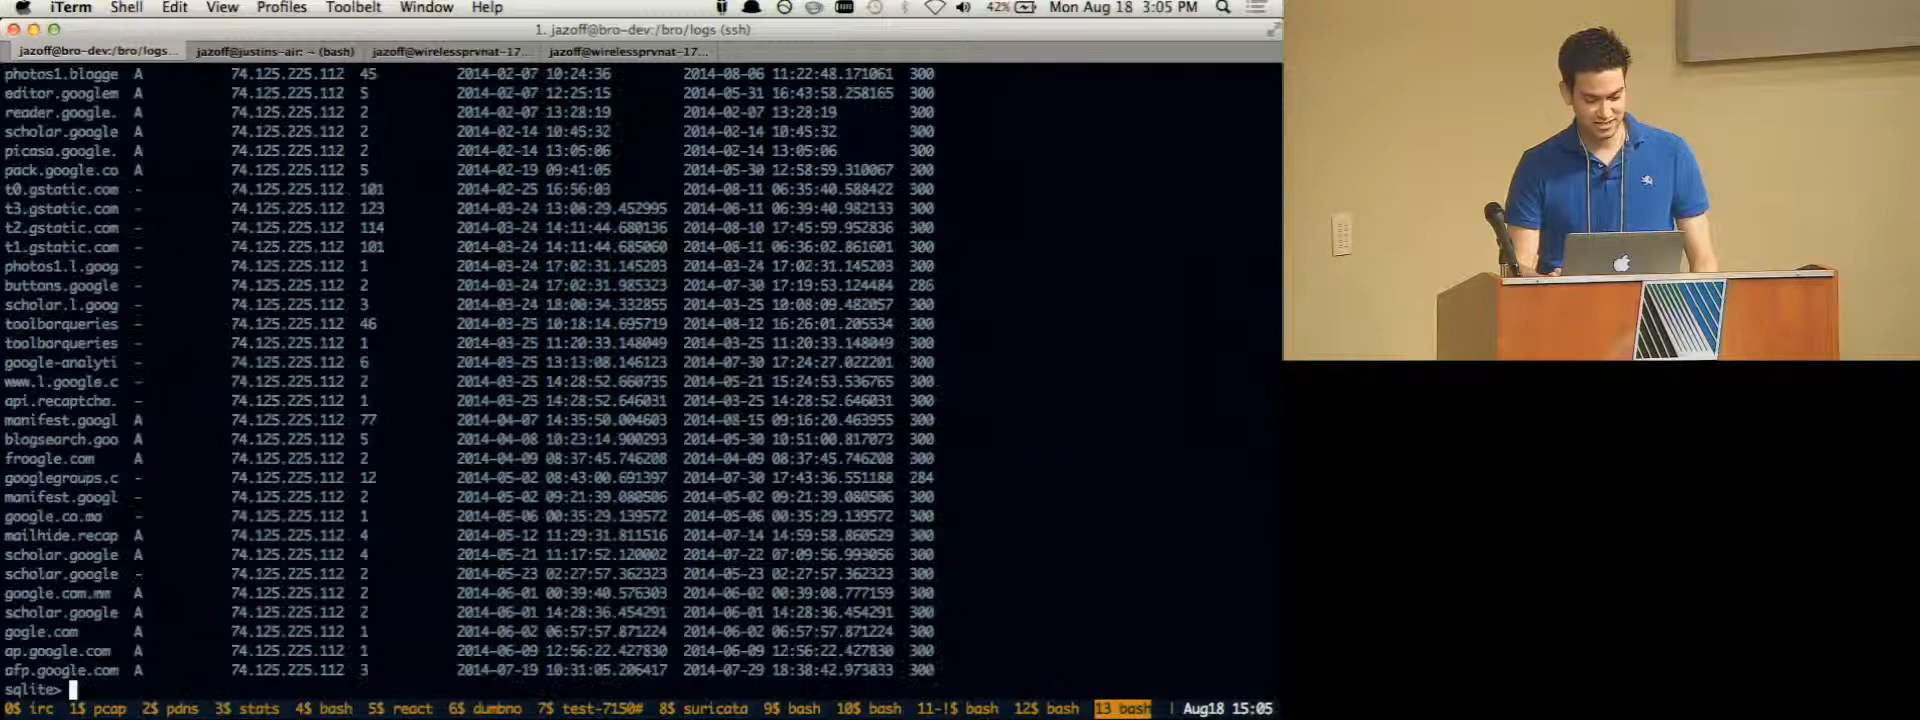 iTerm Shell Edit View Profiles Toolbelt Window Help 42% Mon Aug 18 3:05 PM
1. jazoff@bro-dev:/bro/logs (ssh)
jazoff@bro-dev:/bro/logs... jazoff@justins-air: ~ (bash) jazoff@wirelessprvnat-17... jazoff@wirelessprvnat-17...
photos1.blogge A 74.125.225.112 45 2014-02-07 10:24:36 2014-08-06 11:22:48.171061 300
editor.googlem A 74.125.225.112 5 2014-02-07 12:25:15 2014-05-31 16:43:58.258165 300
reader.google. A 74.125.225.112 2 2014-02-07 13:28:19 2014-02-07 13:28:19 300
scholar.google A 74.125.225.112 2 2014-02-14 10:45:32 2014-02-14 10:45:32 300
picasa.google. A 74.125.225.112 2 2014-02-14 13:05:06 2014-02-14 13:05:06 300
pack.google.co A 74.125.225.112 5 2014-02-19 09:41:05 2014-05-30 12:58:59.310067 300
t0.gstatic.com - 74.125.225.112 101 2014-02-25 16:56:03 2014-08-11 06:35:40.588422 300
t3.gstatic.com - 74.125.225.112 123 2014-03-24 13:08:29.452995 2014-06-11 06:39:40.982133 300
t2.gstatic.com - 74.125.225.112 114 2014-03-24 14:11:44.680136 2014-08-10 17:45:59.952836 300
t1.gstatic.com - 74.125.225.112 101 2014-03-24 14:11:44.685060 2014-08-11 06:36:02.861601 300
photos1.l.goog - 74.125.225.112 1 2014-03-24 17:02:31.145203 2014-03-24 17:02:31.145203 300
buttons.google - 74.125.225.112 2 2014-03-24 17:02:31.985323 2014-07-30 17:19:53.124484 286
scholar.l.goog - 74.125.225.112 3 2014-03-24 18:00:34.332855 2014-03-25 10:08:09.482057 300
toolbarqueries - 74.125.225.112 46 2014-03-25 10:18:14.695719 2014-08-12 16:26:01.205534 300
toolbarqueries - 74.125.225.112 1 2014-03-25 11:20:33.148049 2014-03-25 11:20:33.148049 300
google-analyti - 74.125.225.112 6 2014-03-25 13:13:08.146123 2014-07-30 17:24:27.022201 300
www.l.google.c - 74.125.225.112 2 2014-03-25 14:28:52.660735 2014-05-21 15:24:53.536765 300
api.recaptcha. - 74.125.225.112 1 2014-03-25 14:28:52.646031 2014-03-25 14:28:52.646031 300
manifest.googl A 74.125.225.112 77 2014-04-07 14:35:50.004603 2014-08-15 09:16:20.463955 300
blogsearch.goo A 74.125.225.112 5 2014-04-08 10:23:14.900293 2014-05-30 10:51:00.817073 300
froogle.com A 74.125.225.112 2 2014-04-09 08:37:45.746208 2014-04-09 08:37:45.746208 300
googlegroups.c - 74.125.225.112 12 2014-05-02 08:43:00.691397 2014-07-30 17:43:36.551188 284
manifest.googl - 74.125.225.112 2 2014-05-02 09:21:39.080506 2014-05-02 09:21:39.080506 300
google.co.ma - 74.125.225.112 1 2014-05-06 00:35:29.139572 2014-05-06 00:35:29.139572 300
mailhide.recap A 74.125.225.112 4 2014-05-12 11:29:31.811516 2014-07-14 14:59:58.860529 300
scholar.google A 74.125.225.112 4 2014-05-21 11:17:52.120002 2014-07-22 07:09:56.993056 300
scholar.google - 74.125.225.112 2 2014-05-23 02:27:57.362323 2014-05-23 02:27:57.362323 300
google.com.mm A 74.125.225.112 2 2014-06-01 00:39:40.576303 2014-06-02 00:39:08.777159 300
scholar.google A 74.125.225.112 2 2014-06-01 14:28:36.454291 2014-06-01 14:28:36.454291 300
gogle.com A 74.125.225.112 1 2014-06-02 06:57:57.871224 2014-06-02 06:57:57.871224 300
ap.google.com A 74.125.225.112 1 2014-06-09 12:56:22.427830 2014-06-09 12:56:22.427830 300
afp.google.com A 74.125.225.112 3 2014-07-19 10:31:05.206417 2014-07-29 18:38:42.973833 300
sqlite>
0$ irc 1$ pcap 2$ pdns 3$ stats 4$ bash 5$ react 6$ dumbno 7$ test-7150# 8$ suricata 9$ bash 10$ bash 11-!$ bash 12$ bash 13 bash | Aug18 15:05